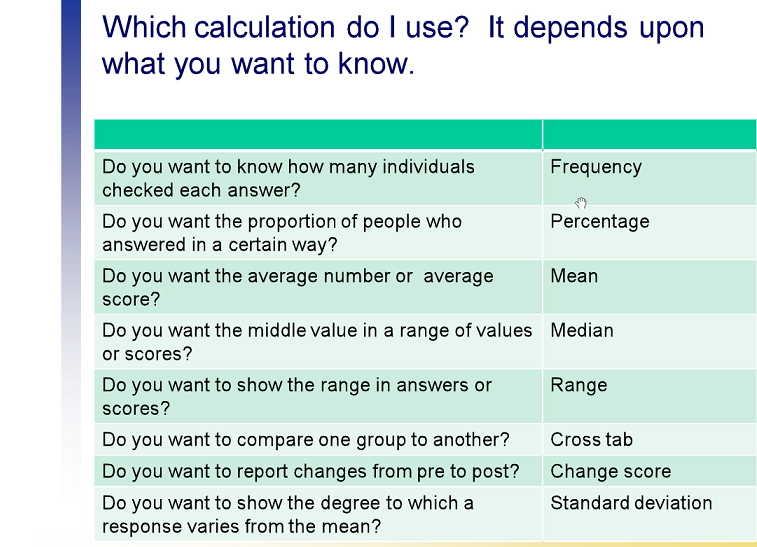 Which calculation do I use?  It depends upon
what you want to know.
Do you want to know how many individuals
checked each answer?
Frequency
Do you want the proportion of people who
answered in a certain way?
Percentage
Do you want the average number or  average
score?
Mean
Do you want the middle value in a range of values
or scores?
Median
Do you want to show the range in answers or
scores?
Range
Do you want to compare one group to another?
Cross tab
Do you want to report changes from pre to post?
Change score
Do you want to show the degree to which a
response varies from the mean?
Standard deviation